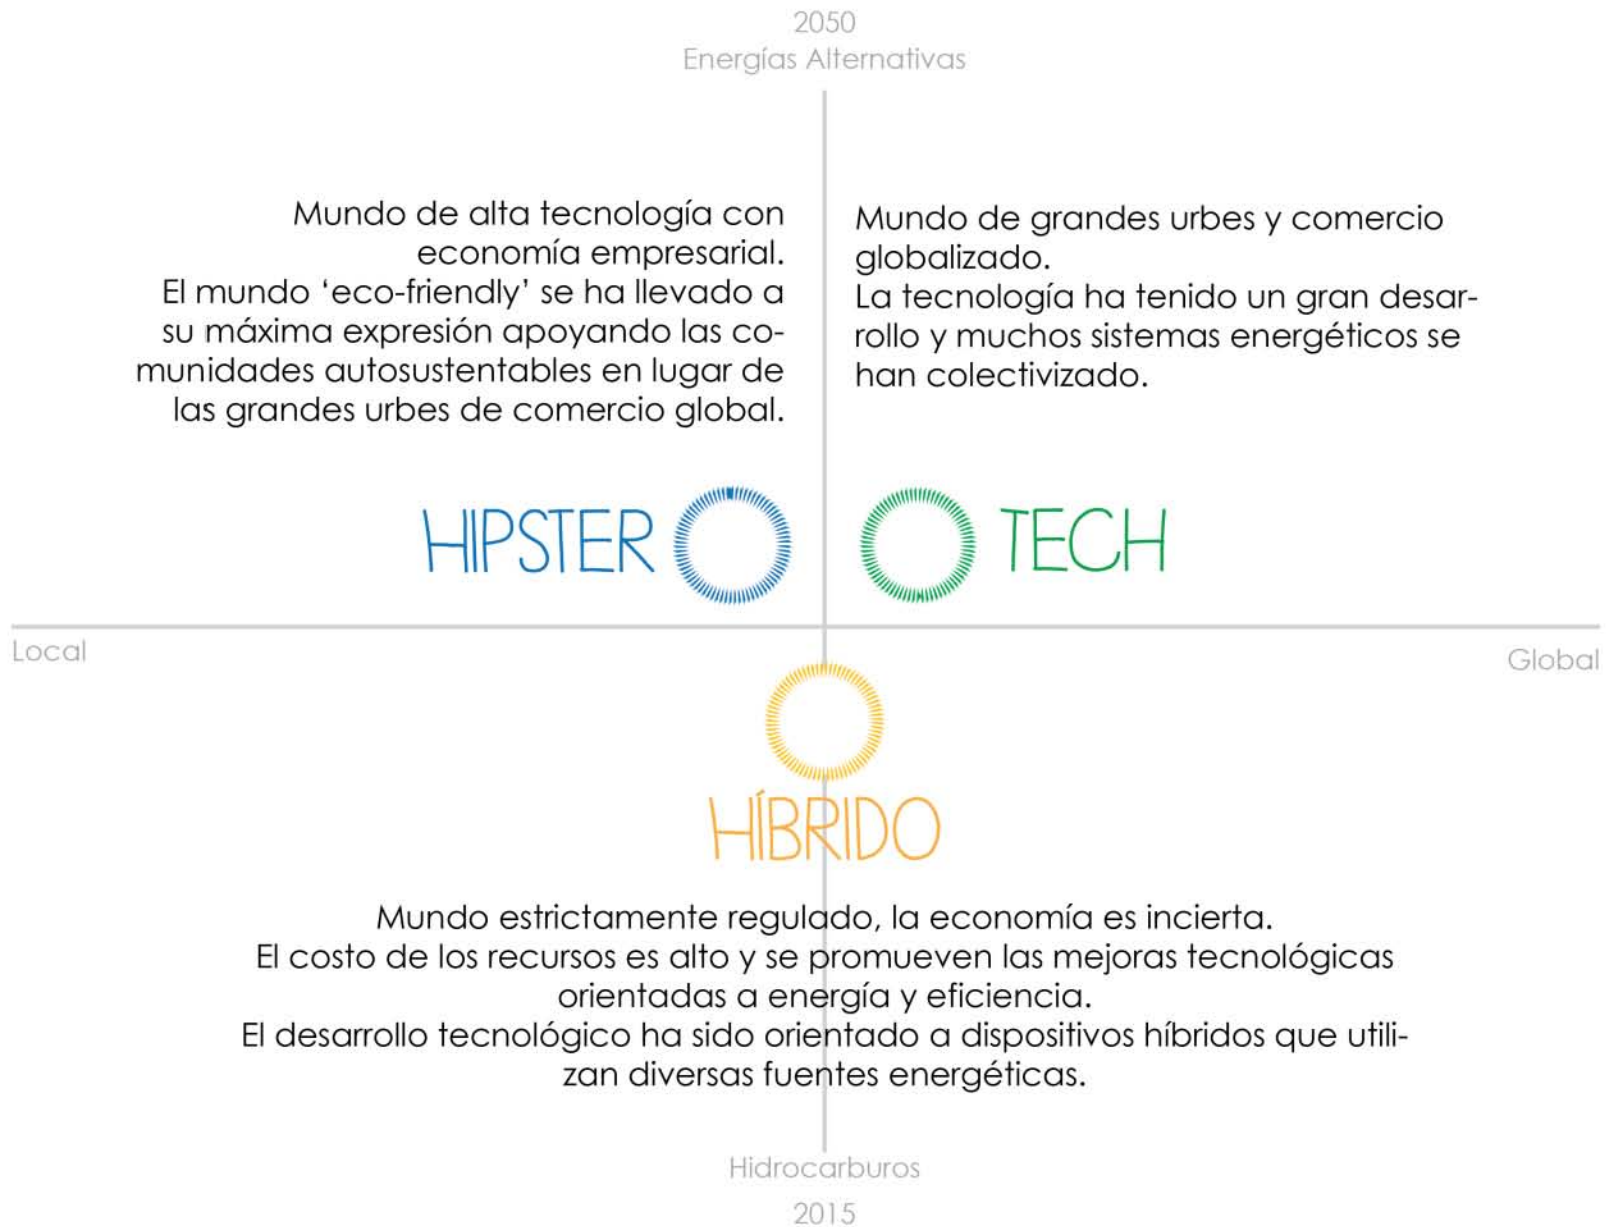 2050
Energías Alternativas
Mundo de alta tecnología con
economía empresarial.
El mundo ‘eco-friendly’ se ha llevado a
su máxima expresión apoyando las co-
munidades autosustentables en lugar de
las grandes urbes de comercio global.
Mundo de grandes urbes y comercio
globalizado.
La tecnología ha tenido un gran desar-
rollo y muchos sistemas energéticos se
han colectivizado.
HIPSTER
TECH
Local
Global
HÍBRIDO
Mundo estrictamente regulado, la economía es incierta.
El costo de los recursos es alto y se promueven las mejoras tecnológicas
orientadas a energía y eficiencia.
El desarrollo tecnológico ha sido orientado a dispositivos híbridos que utili-
zan diversas fuentes energéticas.
Hidrocarburos
2015